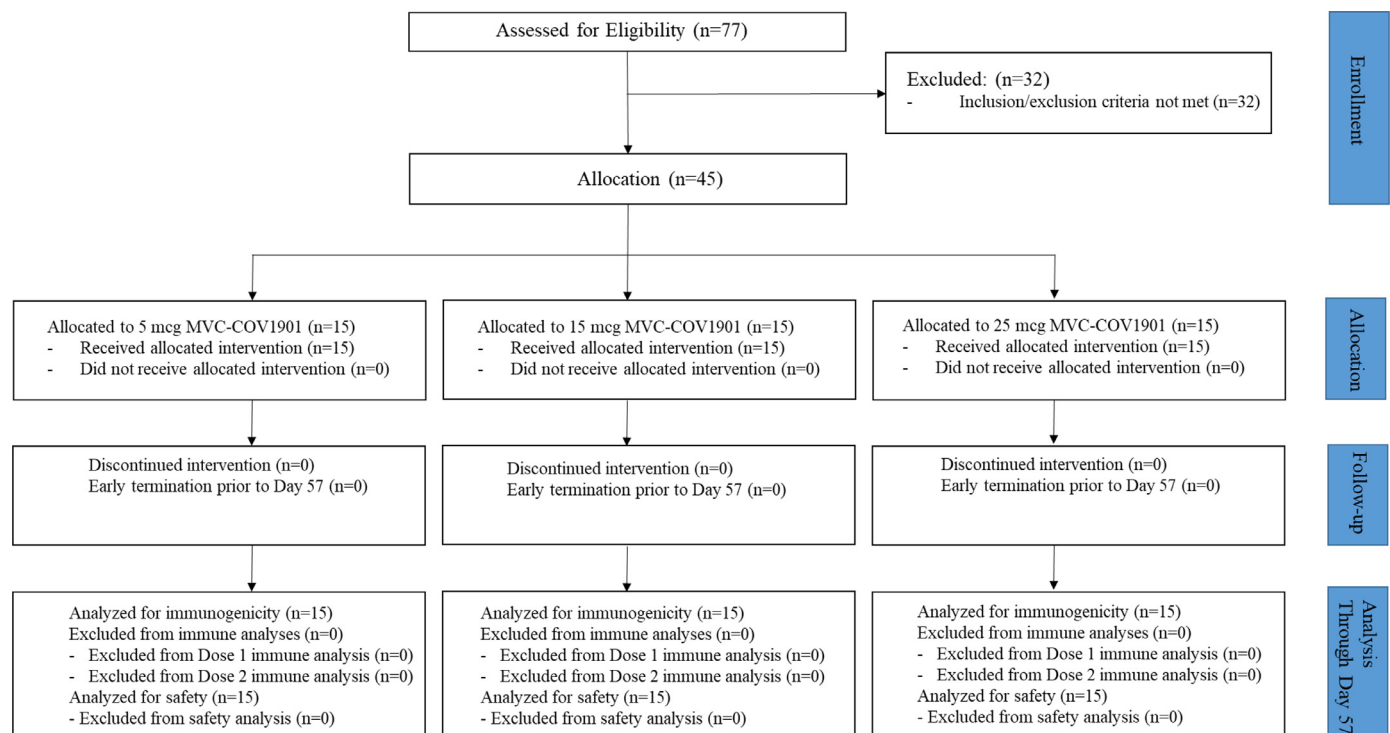 Assessed for Eligibility (n=77)
Enrollment
Excluded: (n=32)
- Inclusion/exclusion criteria not met (n=32)
Allocation (n=45)
Allocated to 5 mcg MVC-COV1901 (n=15)
- Received allocated intervention (n=15)
- Did not receive allocated intervention (n=0)
Allocated to 15 mcg MVC-COV1901 (n=15)
- Received allocated intervention (n=15)
- Did not receive allocated intervention (n=0)
Allocated to 25 mcg MVC-COV1901 (n=15)
- Received allocated intervention (n=15)
- Did not receive allocated intervention (n=0)
Allocation
Discontinued intervention (n=0)
Early termination prior to Day 57 (n=0)
Discontinued intervention (n=0)
Early termination prior to Day 57 (n=0)
Discontinued intervention (n=0)
Early termination prior to Day 57 (n=0)
Follow-up
Analyzed for immunogenicity (n=15)
Excluded from immune analyses (n=0)
- Excluded from Dose 1 immune analysis (n=0)
- Excluded from Dose 2 immune analysis (n=0)
Analyzed for safety (n=15)
- Excluded from safety analysis (n=0)
Analyzed for immunogenicity (n=15)
Excluded from immune analyses (n=0)
- Excluded from Dose 1 immune analysis (n=0)
- Excluded from Dose 2 immune analysis (n=0)
Analyzed for safety (n=15)
- Excluded from safety analysis (n=0)
Analyzed for immunogenicity (n=15)
Excluded from immune analyses (n=0)
- Excluded from Dose 1 immune analysis (n=0)
- Excluded from Dose 2 immune analysis (n=0)
Analyzed for safety (n=15)
- Excluded from safety analysis (n=0)
Analysis
Through Day 57